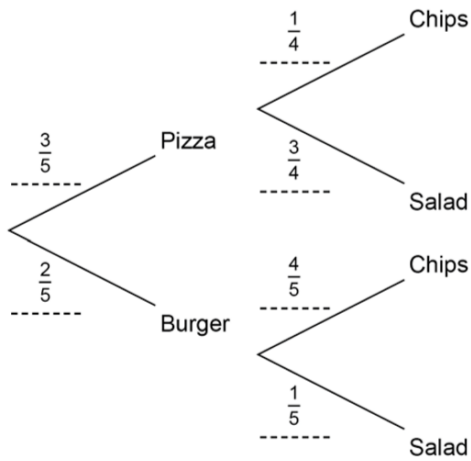 1/4 Chips
3/5 Pizza
3/4 Salad
2/5 Burger
4/5 Chips
1/5 Salad